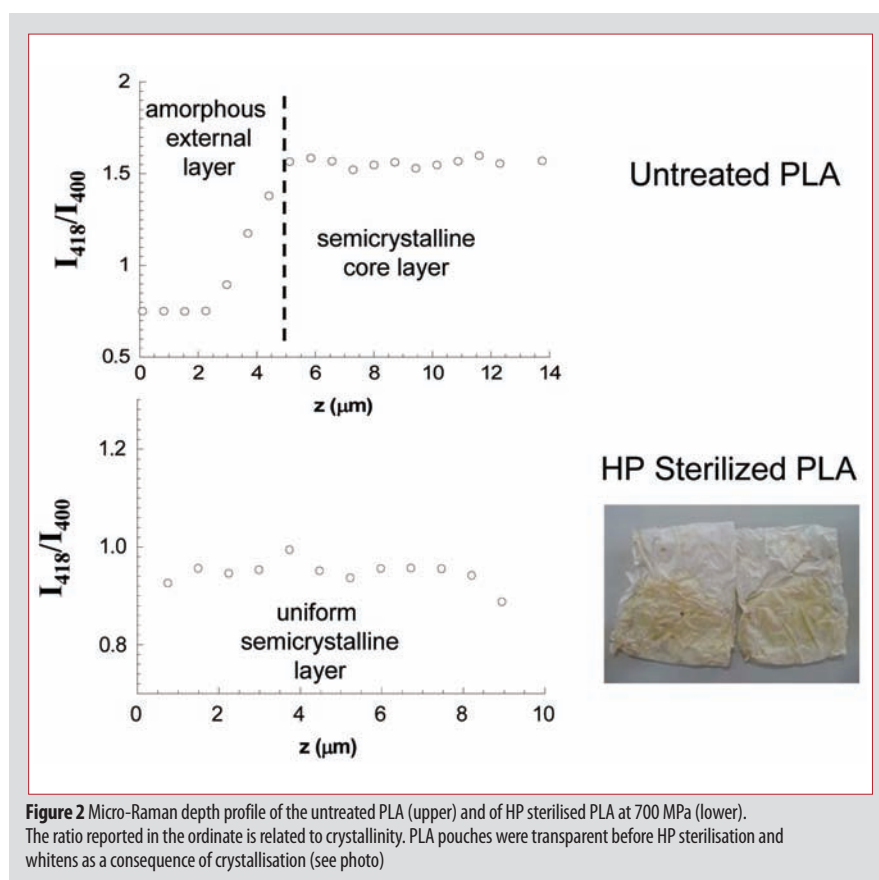 2
1.5
1
0.5
I418/I400
amorphous
external
layer
semicrystalline
core layer
Untreated PLA
0 2 4 6 8 10 12 14
z (μm)
1.2
1.0
0.8
I418/I400
uniform
semicrystalline
layer
HP Sterilized PLA
0 2 4 6 8 10
z (μm)
Figure 2 Micro-Raman depth profile of the untreated PLA (upper) and of HP sterilised PLA at 700 MPa (lower).
The ratio reported in the ordinate is related to crystallinity. PLA pouches were transparent before HP sterilisation and
whitens as a consequence of crystallisation (see photo)